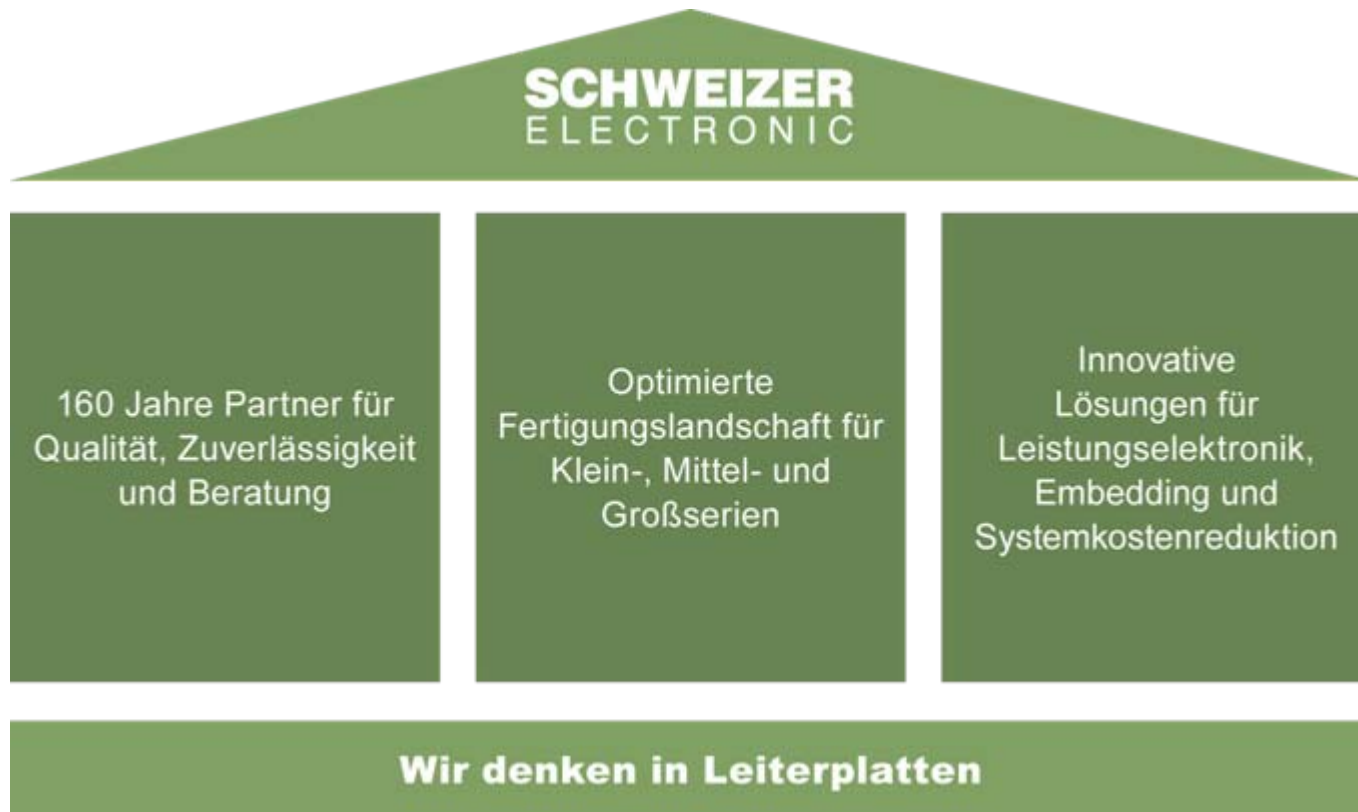 SCHWEIZER
ELECTRONIC
160 Jahre Partner für
Qualität, Zuverlässigkeit
und Beratung
Optimierte
Fertigungslandschaft für
Klein-, Mittel- und
Großserien
Innovative
Lösungen für
Leistungselektronik,
Embedding und
Systemkostenreduktion
Wir denken in Leiterplatten